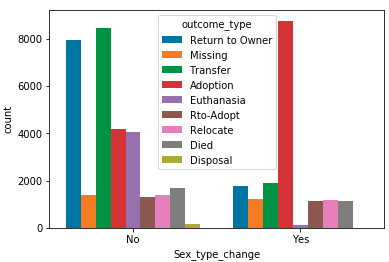 outcome_type
Return to Owner
Missing
Transfer
Adoption
Euthanasia
Rto-Adopt
Relocate
Died
Disposal
8000
6000
4000
2000
0
count
No
Yes
Sex_type_change